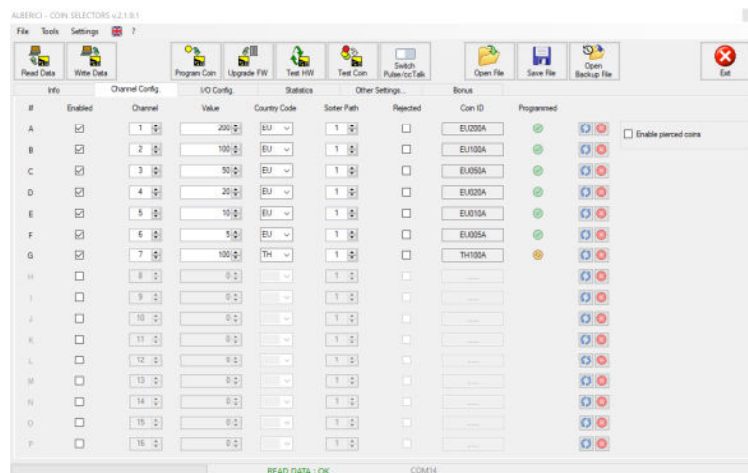 ALBERICI - COIN SELECTORS v.2.1.9.1
File Tools Settings ?
Read Data Write Data Program Coin Upgrade FW Test HW Test Coin Switch Pulse/ccTalk Open File Save File Open Backup File Exit
Info Channel Config. I/O Config. Statistics Other Settings... Bonus
# Enabled Channel Value Country Code Sorter Path Rejected Coin ID Programmed
A 1 200 EU 1 EU200A Enable pierced coins
B 2 100 EU 1 EU100A
C 3 50 EU 1 EU050A
D 4 20 EU 1 EU020A
E 5 10 EU 1 EU010A
F 6 5 EU 1 EU005A
G 7 100 TH 1 TH100A
H 8 0 1 ......
I 9 0 1 ......
J 10 0 1 ......
K 11 0 1 ......
L 12 0 1 ......
M 13 0 1 ......
N 14 0 1 ......
O 15 0 1 ......
P 16 0 1 ......
READ DATA : OK COM14